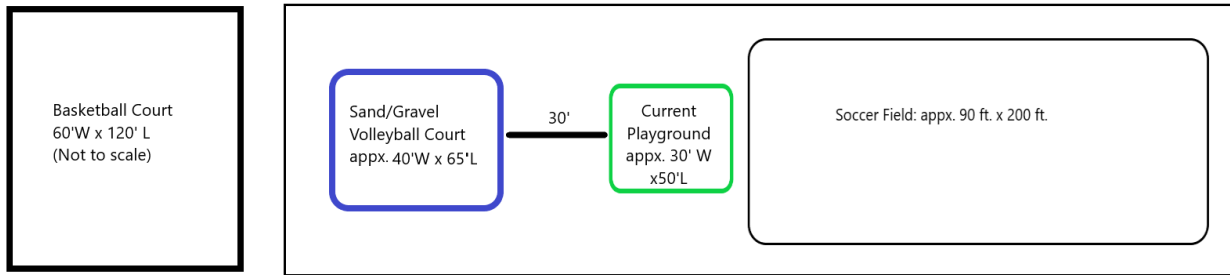 Basketball Court
60'W x 120' L
(Not to scale)
Sand/Gravel
Volleyball Court
appx. 40'W x 65'L
30'
Current
Playground
appx. 30' W
x50'L
Soccer Field: appx. 90 ft. x 200 ft.